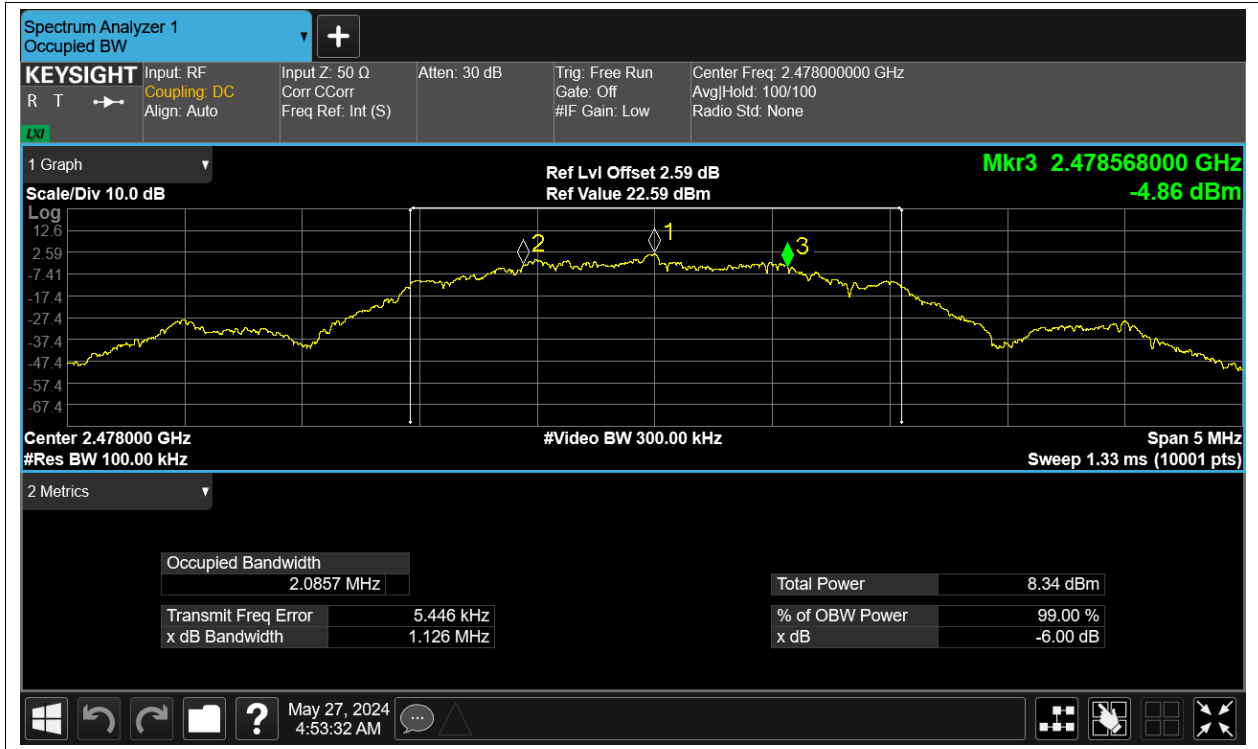 Spectrum Analyzer 1
Occupied BW
+
KEYSIGHT
R T
LXI
Input: RF
Coupling: DC
Align: Auto
Input Z: 50 Ω
Corr CCorr
Freq Ref: Int (S)
Atten: 30 dB
Trig: Free Run
Gate: Off
#IF Gain: Low
Center Freq: 2.478000000 GHz
Avg|Hold: 100/100
Radio Std: None
1 Graph
Scale/Div 10.0 dB
Ref Lvl Offset 2.59 dB
Ref Value 22.59 dBm
Mkr3 2.478568000 GHz
-4.86 dBm
Log
12.6
2.59
-7.41
-17.4
-27.4
-37.4
-47.4
-57.4
-67.4
2
1
3
Center 2.478000 GHz
#Res BW 100.00 kHz
#Video BW 300.00 kHz
Span 5 MHz
Sweep 1.33 ms (10001 pts)
2 Metrics
Occupied Bandwidth
2.0857 MHz
Transmit Freq Error 5.446 kHz
x dB Bandwidth 1.126 MHz
Total Power 8.34 dBm
% of OBW Power 99.00 %
x dB -6.00 dB
?
May 27, 2024
4:53:32 AM